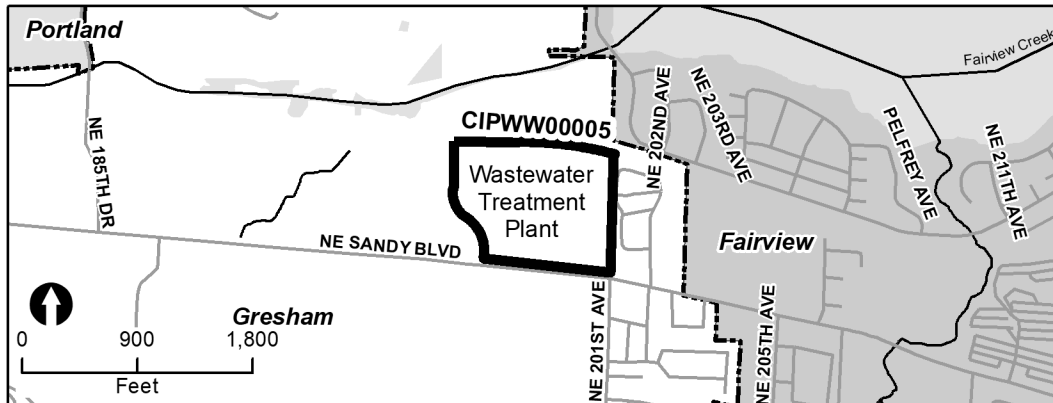 Portland
Fairview Creek
CIPWW00005
NE 185TH DR
NE 202ND AVE
NE 203RD AVE
PELFREY AVE
NE 211TH AVE
Wastewater
Treatment
Plant
NE SANDY BLVD
Fairview
Gresham
NE 201ST AVE
NE 205TH AVE
0 900 1,800
Feet